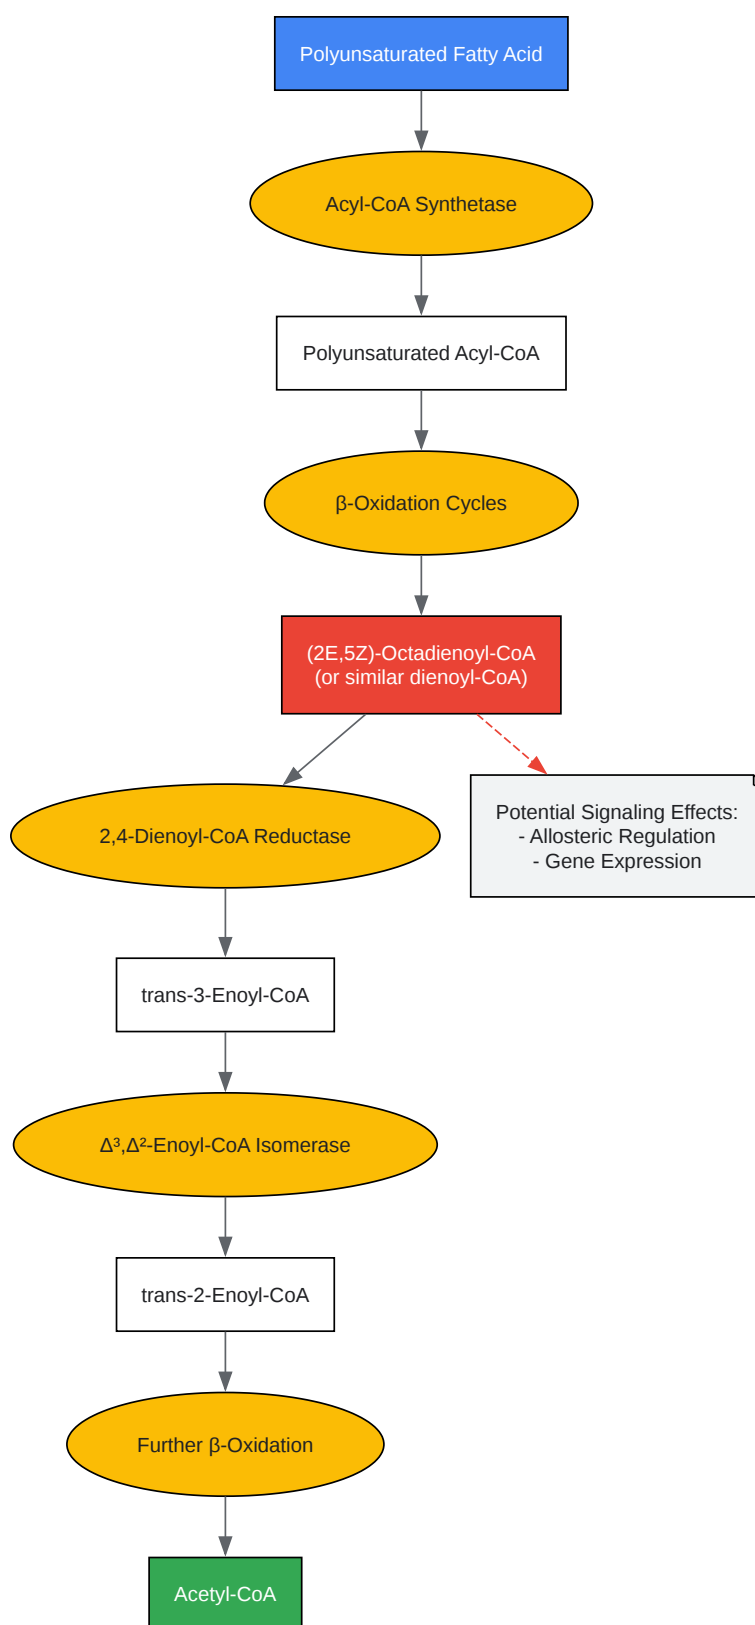 Polyunsaturated Fatty Acid
Acyl-CoA Synthetase
Polyunsaturated Acyl-CoA
β-Oxidation Cycles
(2E,5Z)-Octadienoyl-CoA
(or similar dienoyl-CoA)
2,4-Dienoyl-CoA Reductase
Potential Signaling Effects:
- Allosteric Regulation
- Gene Expression
trans-3-Enoyl-CoA
Δ³,Δ²-Enoyl-CoA Isomerase
trans-2-Enoyl-CoA
Further β-Oxidation
Acetyl-CoA